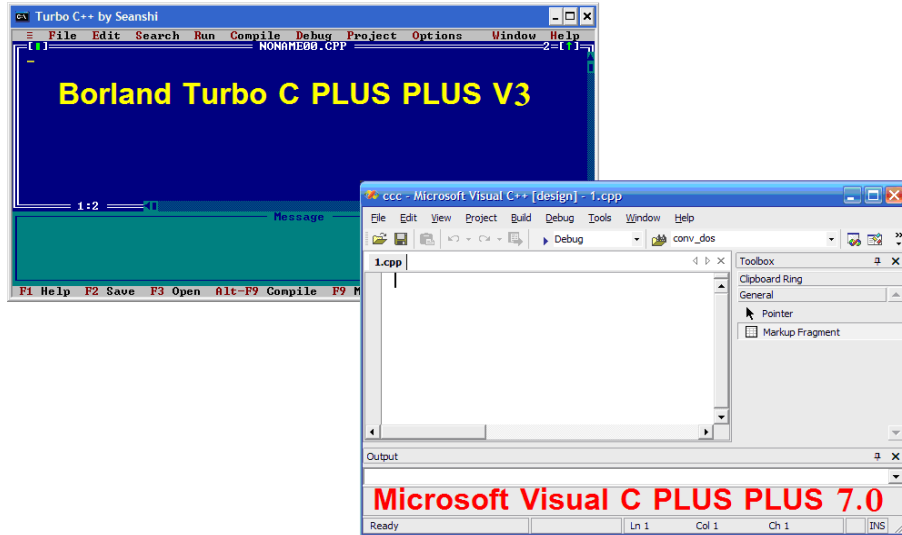 Turbo C++ by Seanshi
≡ File Edit Search Run Compile Debug Project Options Window Help
[■] NONAME00.CPP 2=[↑]
Borland Turbo C PLUS PLUS V3
1:2
Message
F1 Help F2 Save F3 Open Alt-F9 Compile F9 M
ccc - Microsoft Visual C++ [design] - 1.cpp
File Edit View Project Build Debug Tools Window Help
Debug conv_dos
1.cpp
Toolbox
Clipboard Ring
General
Pointer
Markup Fragment
Output
Microsoft Visual C PLUS PLUS 7.0
Ready Ln 1 Col 1 Ch 1 INS